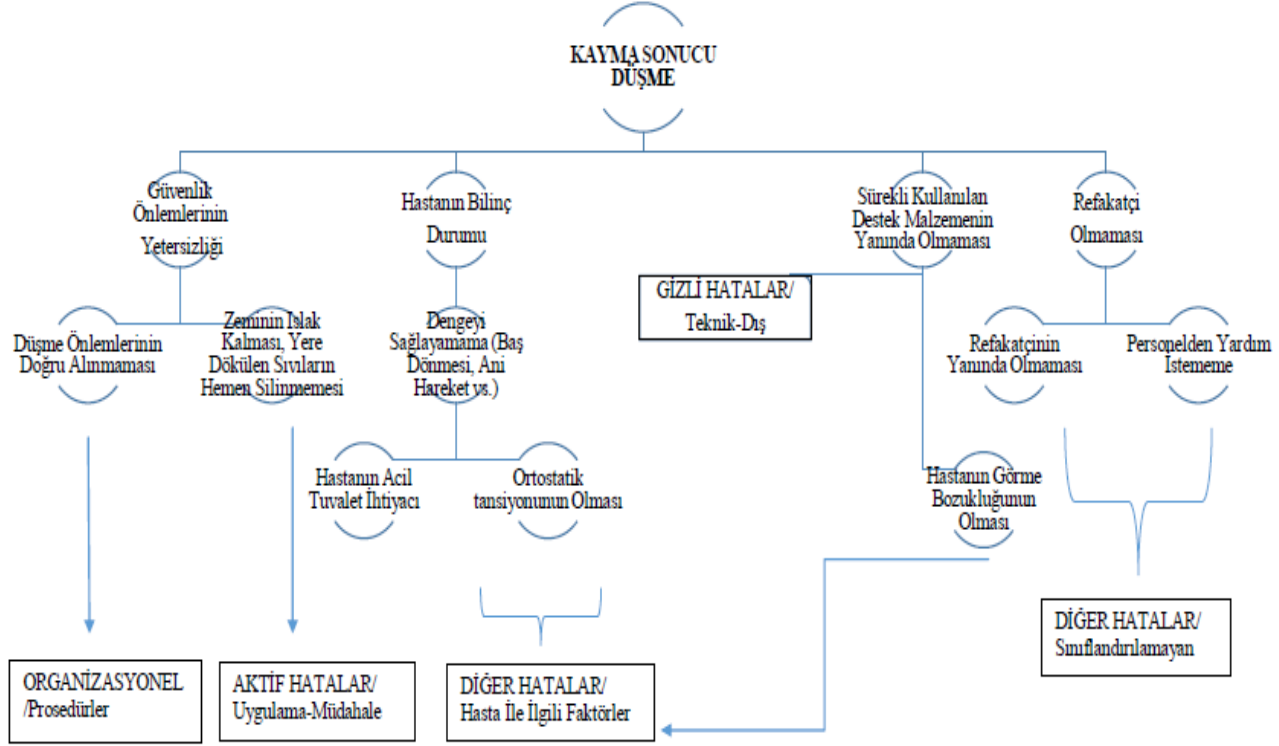 KAYMA SONUCU
DÜŞME
Güvenlik
Önlemlerinin
Yetersizliği
Hastanın Bilinç
Durumu
Sürekli Kullanılan
Destek Malzemenin
Yanında Olmaması
Refakatçi
Olmaması
GİZLİ HATALAR/
Teknik-Dış
Düşme Önlemlerinin
Doğru Alınmaması
Zeminin Islak
Kalması, Yere
Dökülen Sıvıların
Hemen Silinmemesi
Dengeyi
Sağlayamama (Baş
Dönmesi, Ani
Hareket vs.)
Refakatçinin
Yanında Olmaması
Personelden Yardım
İstememe
Hastanın Acil
Tuvalet İhtiyacı
Ortostatik
tansiyonunun Olması
Hastanın Görme
Bozukluğunun
Olması
DİĞER HATALAR/
Sınıflandırılamayan
ORGANİZASYONEL
/Prosedürler
AKTİF HATALAR/
Uygulama-Müdahale
DİĞER HATALAR/
Hasta İle İlgili Faktörler